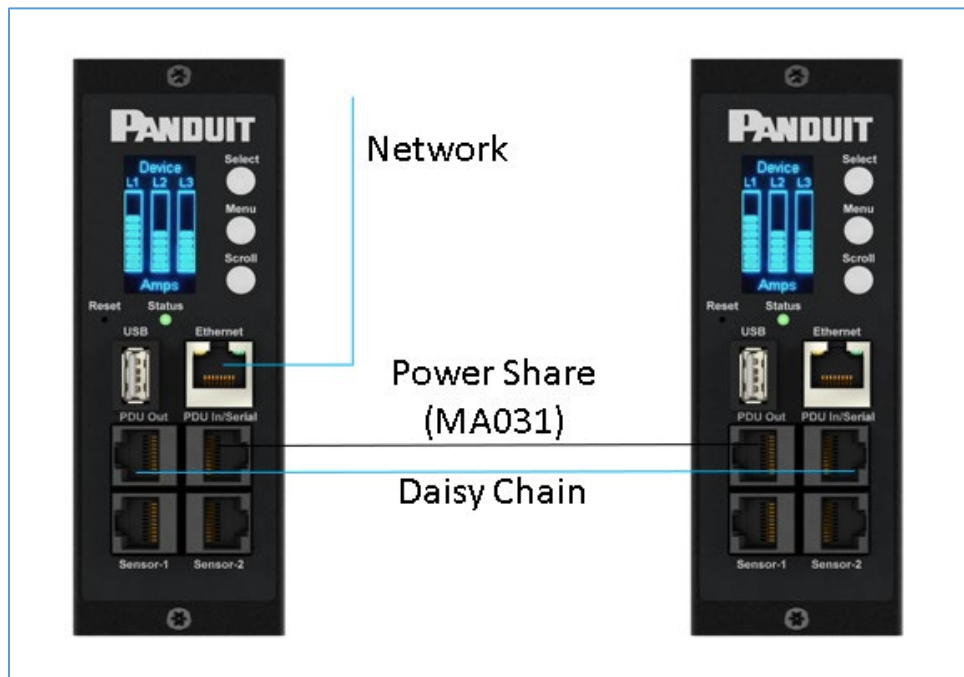 PANDUIT
Device
L1 L2 L3
Amps
Select
Menu
Scroll
Reset Status
USB Ethernet
PDU Out PDU In/Serial
Sensor-1 Sensor-2
Network
Power Share
(MA031)
Daisy Chain
PANDUIT
Device
L1 L2 L3
Amps
Select
Menu
Scroll
Reset Status
USB Ethernet
PDU Out PDU In/Serial
Sensor-1 Sensor-2